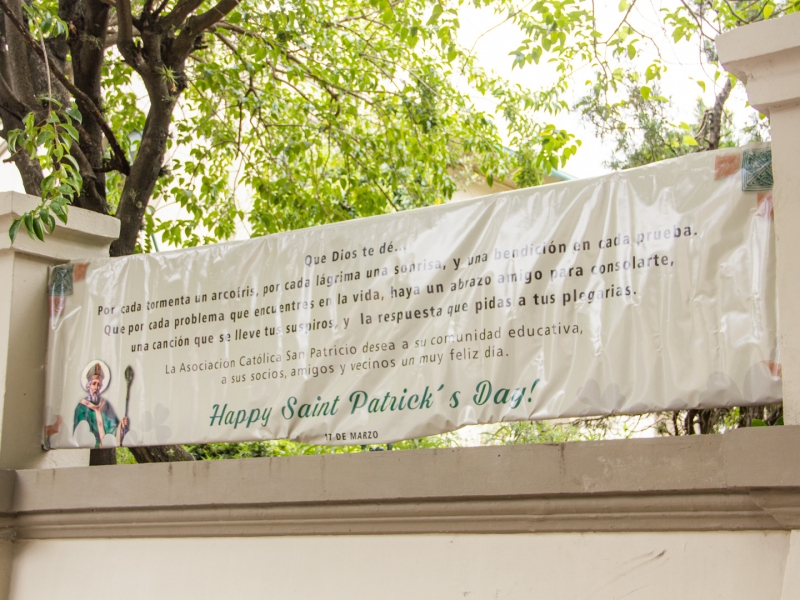 Que Dios te dé...
Por cada tormenta un arcoíris, por cada lágrima una sonrisa, y una bendición en cada prueba.
Que por cada problema que encuentres en la vida, haya un abrazo amigo para consolarte,
una canción que se lleve tus suspiros, y la respuesta que pidas a tus plegarias.
La Asociación Católica San Patricio desea a su comunidad educativa,
a sus socios, amigos y vecinos un muy feliz día.
Happy Saint Patrick´s Day!
17 DE MARZO